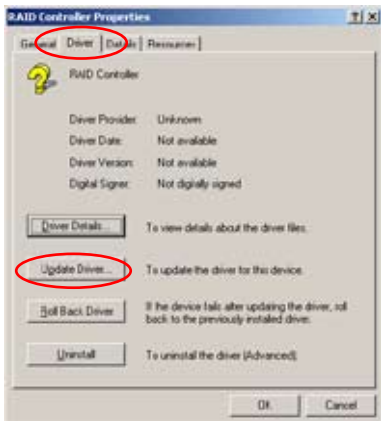 RAID Controller Properties
General Driver Details Resources
RAID Controller
Driver Provider: Unknown
Driver Date: Not available
Driver Version: Not available
Digital Signer: Not digitally signed
Driver Details... To view details about the driver files.
Update Driver... To update the driver for this device.
Roll Back Driver If the device fails after updating the driver, roll
back to the previously installed driver.
Uninstall To uninstall the driver (Advanced).
OK Cancel